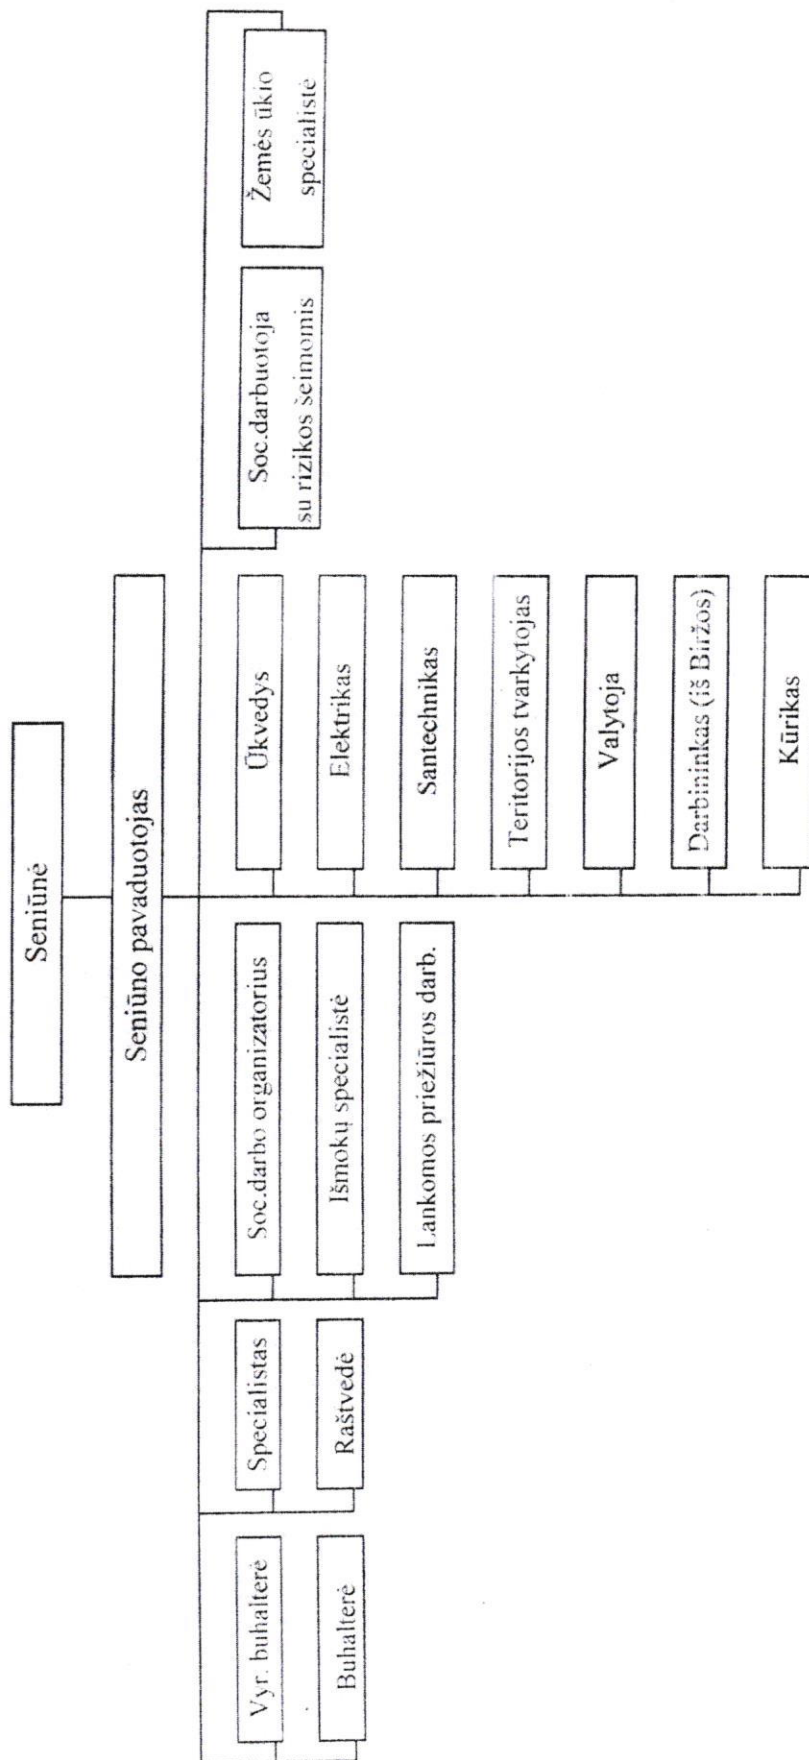 Seniūnė
Seniūno pavaduotojas
Vyr. buhalterė
Buhalterė
Specialistas
Raštvedė
Soc.darbo organizatorius
Išmokų specialistė
Lankomos priežiūros darb.
Ūkvedys
Elektrikas
Santechnikas
Teritorijos tvarkytojas
Valytoja
Darbininkas (iš Biržos)
Kūrikas
Soc.darbuotoja
su rizikos šeimomis
Žemės ūkio
specialistė